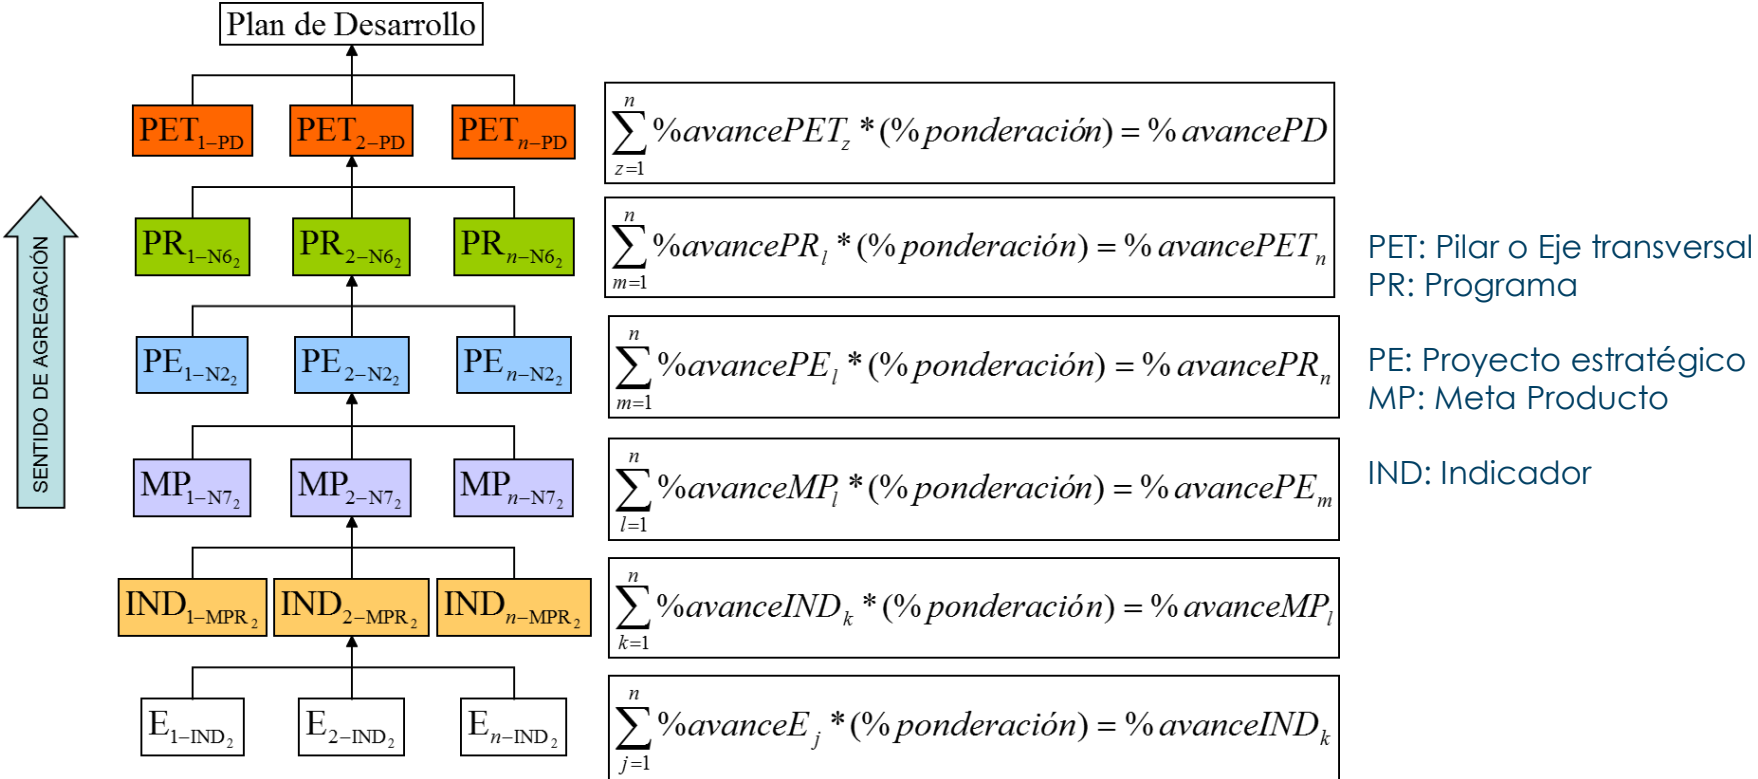 Plan de Desarrollo
PET1−PD PET2−PD PETn−PD
n∑z=1 %avancePETz *(% ponderación) = % avancePD
SENTIDO DE AGREGACIÓN
PR1−N62 PR2−N62 PRn−N62
n∑m=1 %avancePRl *(% ponderación) = % avancePETn
PET: Pilar o Eje transversal
PR: Programa
PE1−N22 PE2−N22 PEn−N22
n∑m=1 %avancePEl *(% ponderación) = % avancePRn
PE: Proyecto estratégico
MP: Meta Producto
MP1−N72 MP2−N72 MPn−N72
n∑l=1 %avanceMPl *(% ponderación) = % avancePEm
IND: Indicador
IND1−MPR2 IND2−MPR2 INDn−MPR2
n∑k=1 %avanceINDk *(% ponderación) = % avanceMPl
E1−IND2 E2−IND2 En−IND2
n∑j=1 %avanceEj *(% ponderación) = % avanceINDk